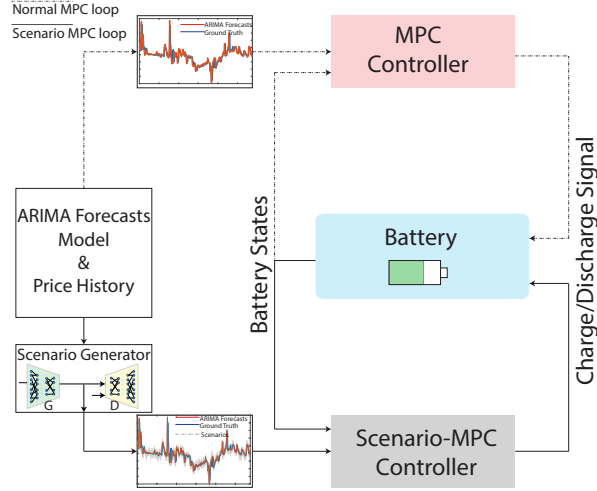 Normal MPC loop
Scenario MPC loop
ARIMA Forecasts
Ground Truth
MPC
Controller
ARIMA Forecasts
Model
&
Price History
Battery States
Battery
Charge/Discharge Signal
Scenario Generator
G
D
ARIMA Forecasts
Ground Truth
Scenarios
Scenario-MPC
Controller